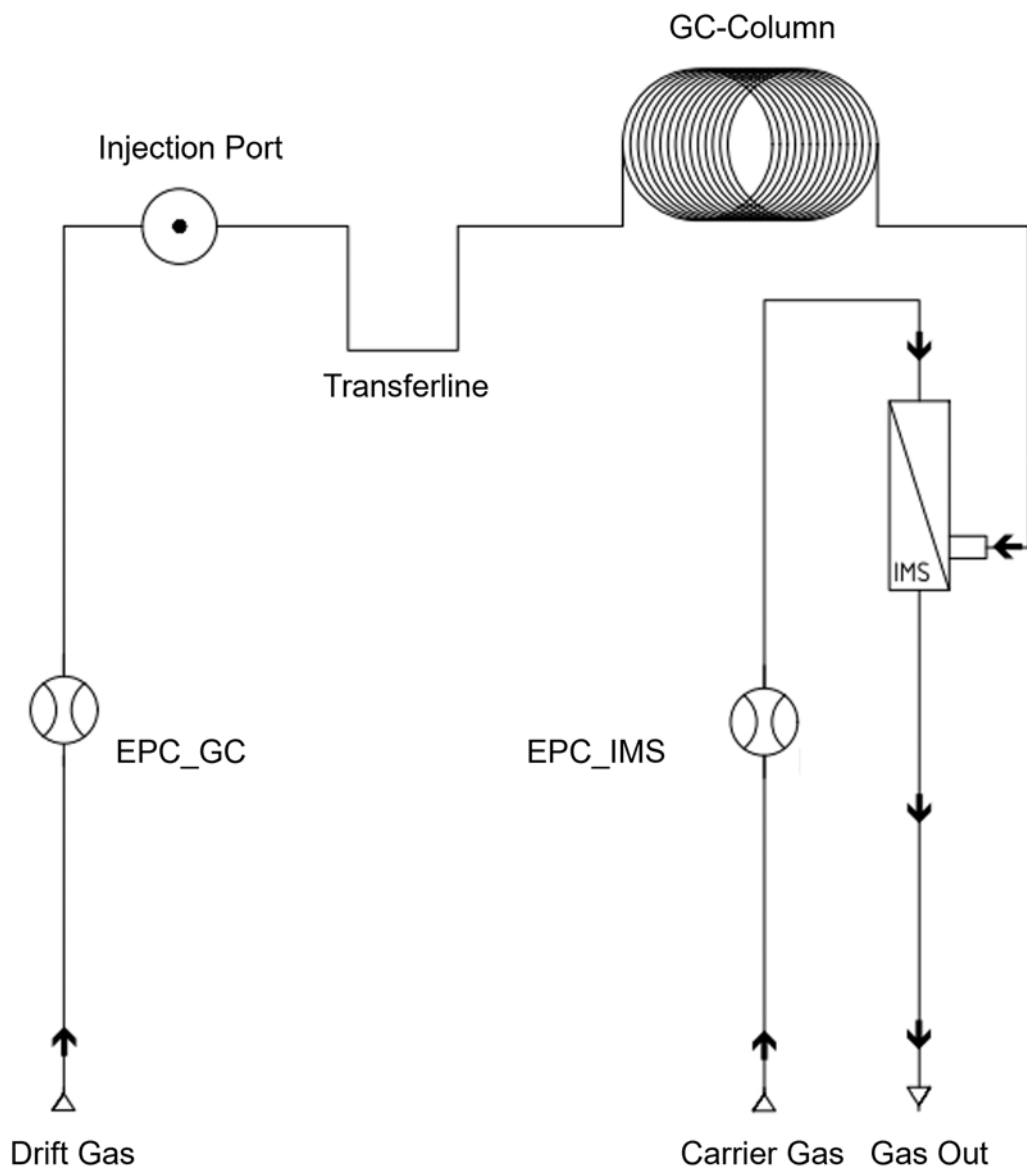 GC-Column
Injection Port
Transferline
IMS
EPC_GC
EPC_IMS
Drift Gas
Carrier Gas
Gas Out